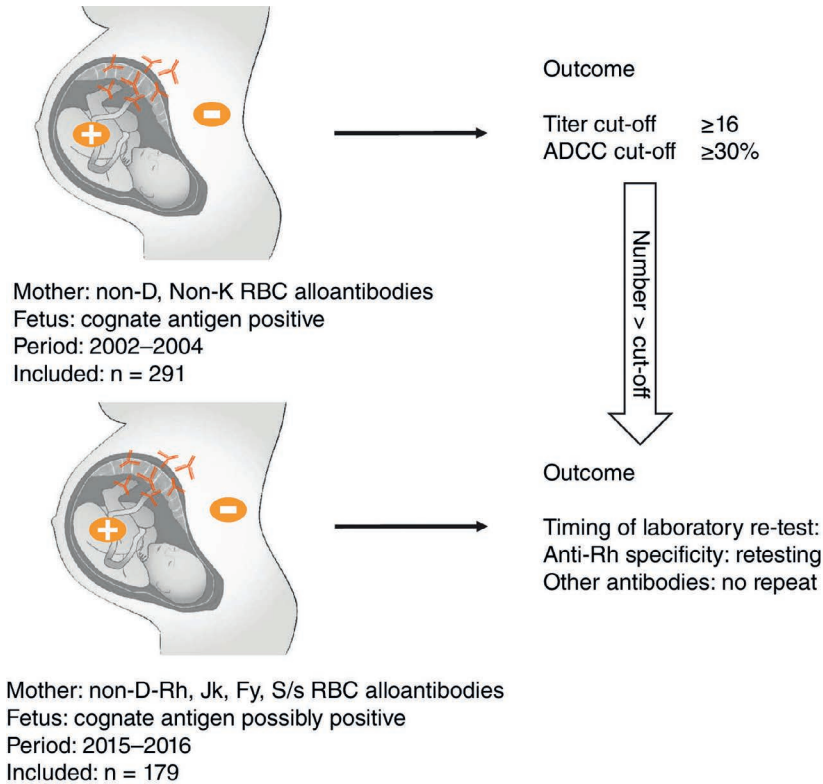 Outcome
Titer cut-off ≥16
ADCC cut-off ≥30%
+
-
Mother: non-D, Non-K RBC alloantibodies
Fetus: cognate antigen positive
Period: 2002–2004
Included: n = 291
Number > cut-off
Outcome
Timing of laboratory re-test:
Anti-Rh specificity: retesting
Other antibodies: no repeat
+
-
Mother: non-D-Rh, Jk, Fy, S/s RBC alloantibodies
Fetus: cognate antigen possibly positive
Period: 2015–2016
Included: n = 179